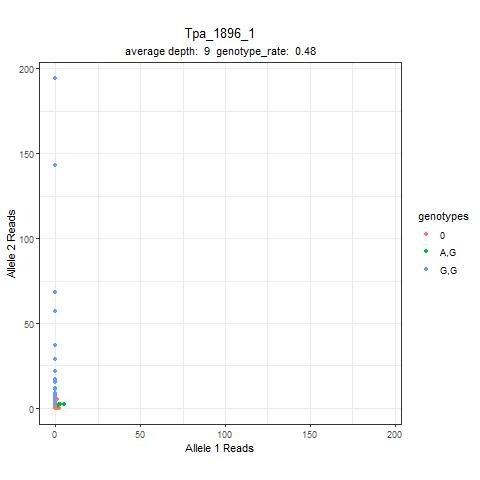 Tpa_1896_1
average depth: 9 genotype_rate: 0.48
200
150
100
50
0
Allele 2 Reads
0 50 100 150 200
Allele 1 Reads
genotypes
0
A,G
G,G